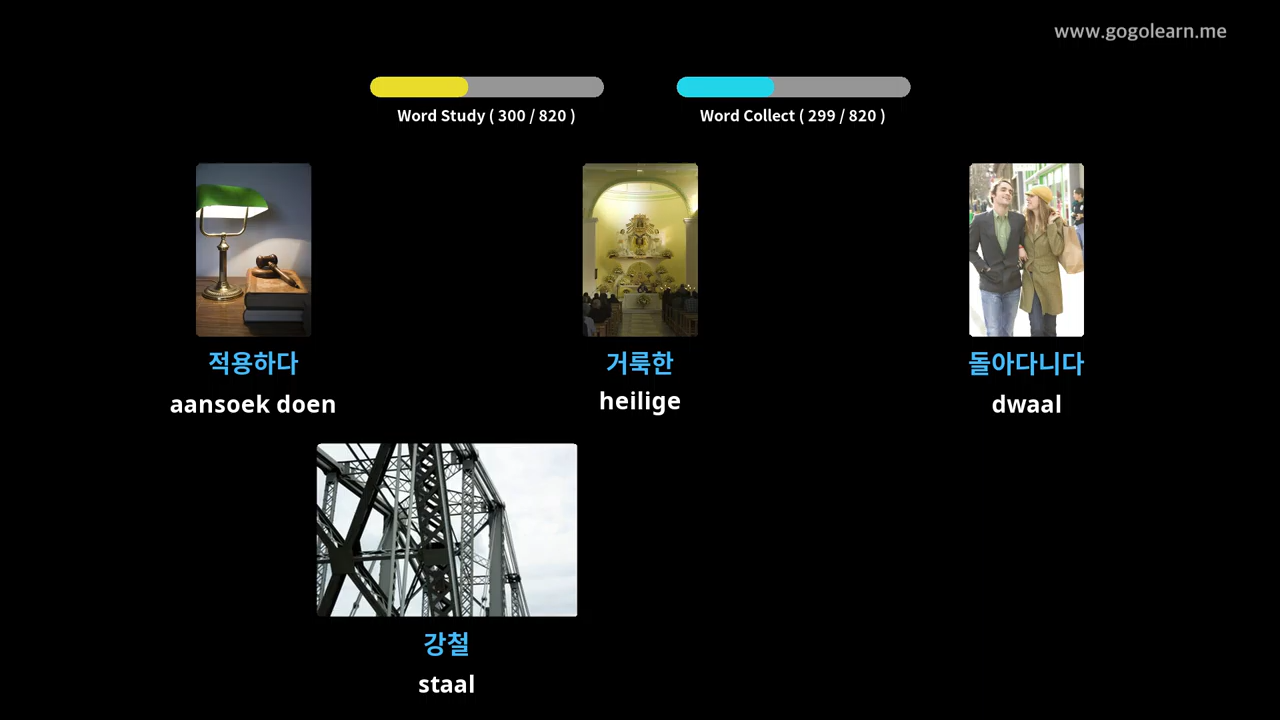 www.gogolearn.me
Word Study ( 300 / 820 )
Word Collect ( 299 / 820 )
적용하다
aansoek doen
거룩한
heilige
돌아다니다
dwaal
강철
staal